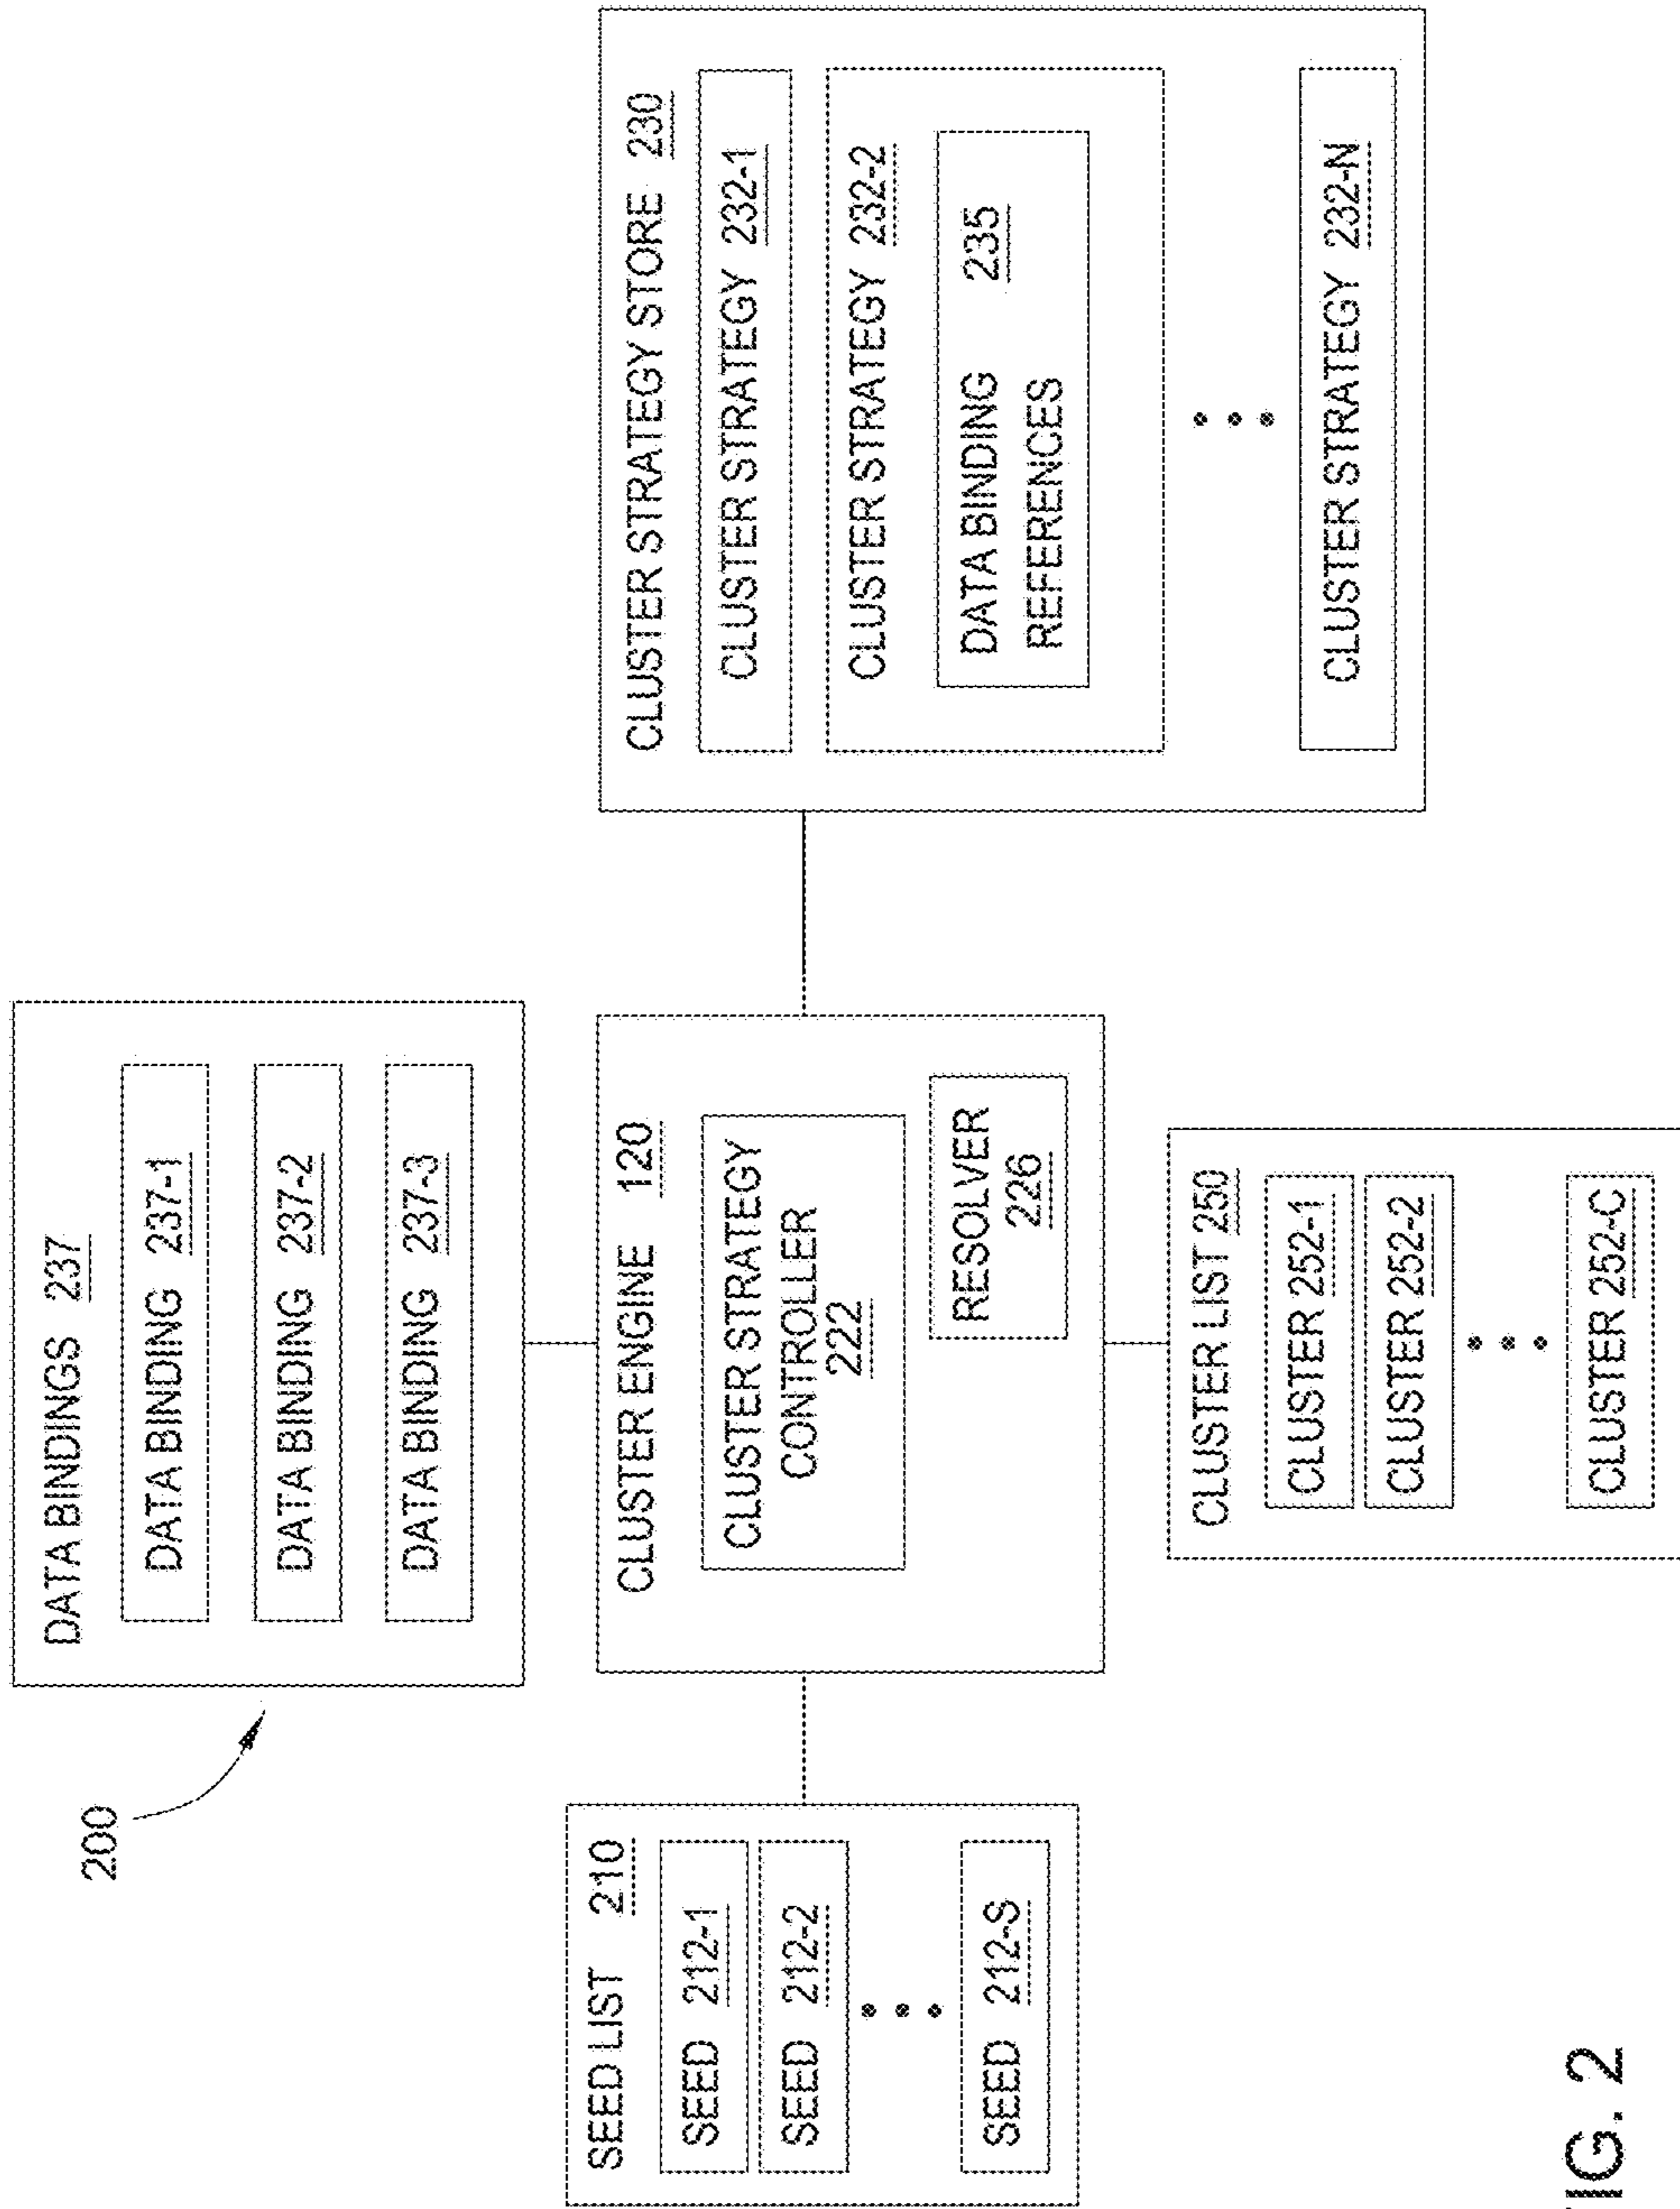 200
DATA BINDINGS 237
DATA BINDING 237-1
DATA BINDING 237-2
DATA BINDING 237-3
SEED LIST 210
SEED 212-1
SEED 212-2
SEED 212-S
CLUSTER ENGINE 120
CLUSTER STRATEGY
CONTROLLER
222
RESOLVER
226
CLUSTER STRATEGY STORE 230
CLUSTER STRATEGY 232-1
CLUSTER STRATEGY 232-2
DATA BINDING 235
REFERENCES
CLUSTER STRATEGY 232-N
CLUSTER LIST 250
CLUSTER 252-1
CLUSTER 252-2
CLUSTER 252-C
FIG. 2